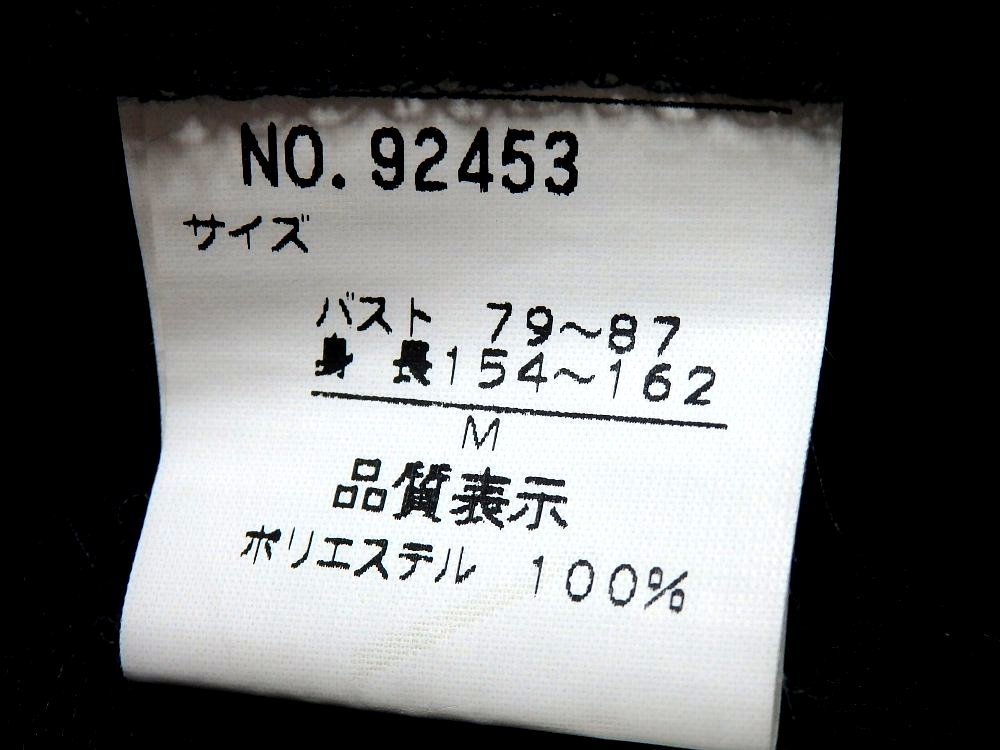 NO. 92453
サイズ
バスト 79〜87
身長154〜162
M
品質表示
ポリエステル 100%